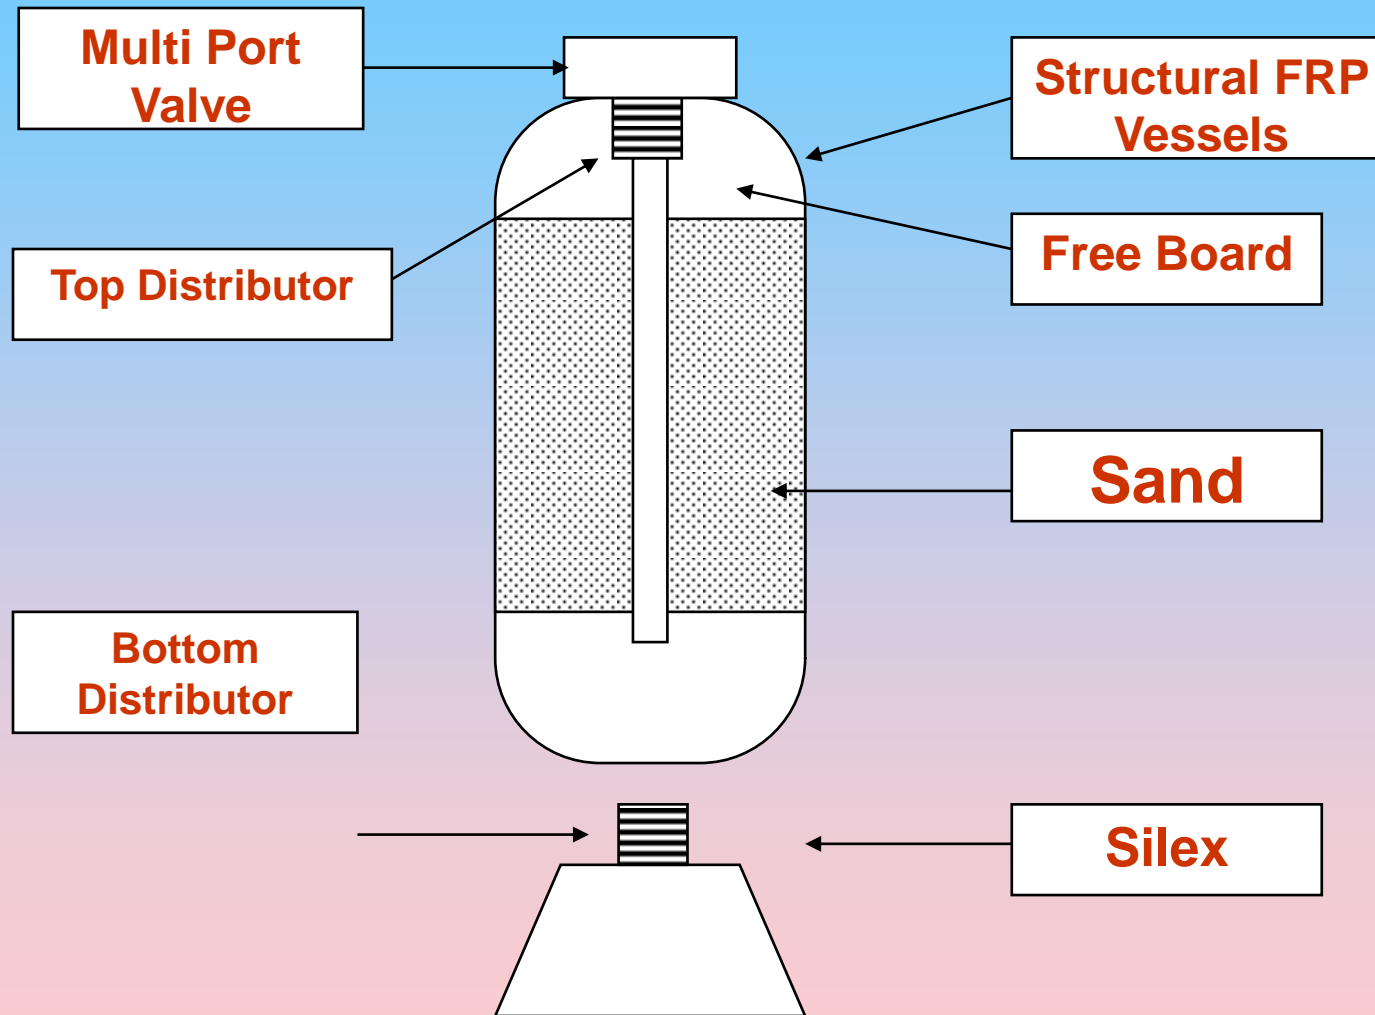 Multi Port
Valve
Structural FRP
Vessels
Top Distributor
Free Board
Sand
Bottom
Distributor
Silex